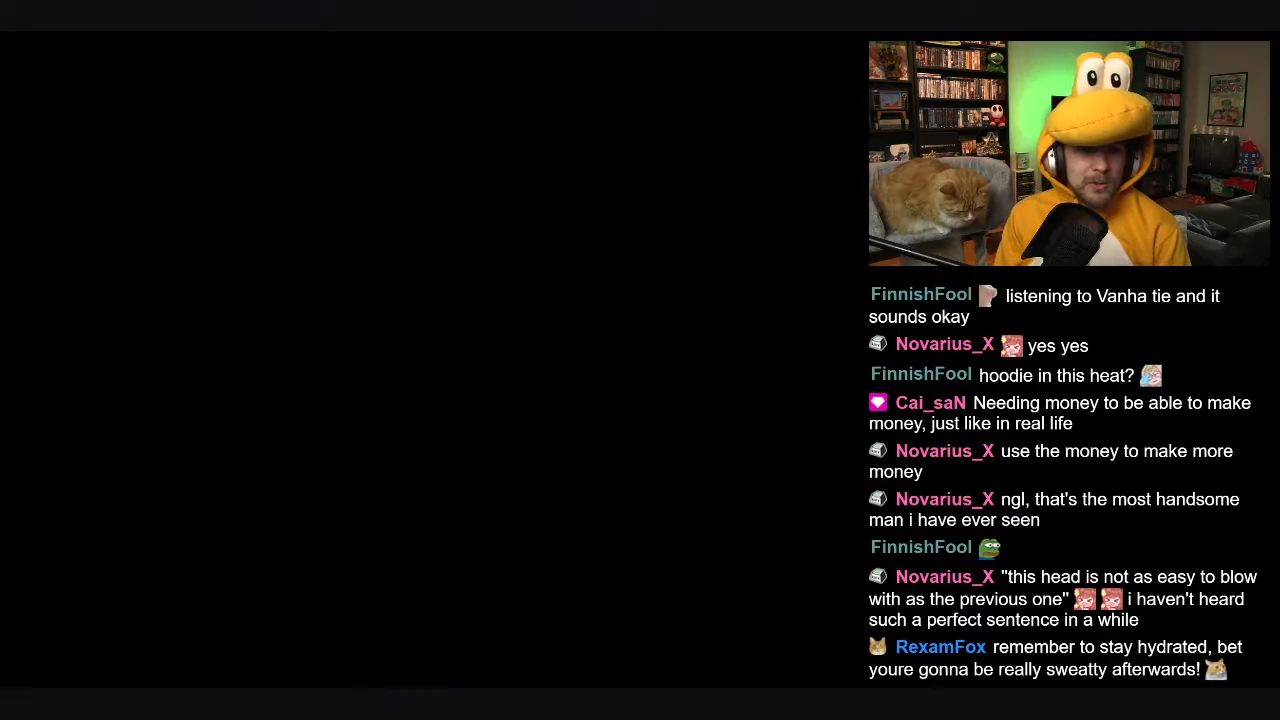 FinnishFool listening to Vanha tie and it
sounds okay
Novarius_X yes yes
FinnishFool hoodie in this heat?
Cai_saN Needing money to be able to make
money, just like in real life
Novarius_X use the money to make more
money
Novarius_X ngl, that's the most handsome
man i have ever seen
FinnishFool
Novarius_X "this head is not as easy to blow
with as the previous one" i haven't heard
such a perfect sentence in a while
RexamFox remember to stay hydrated, bet
youre gonna be really sweatty afterwards!